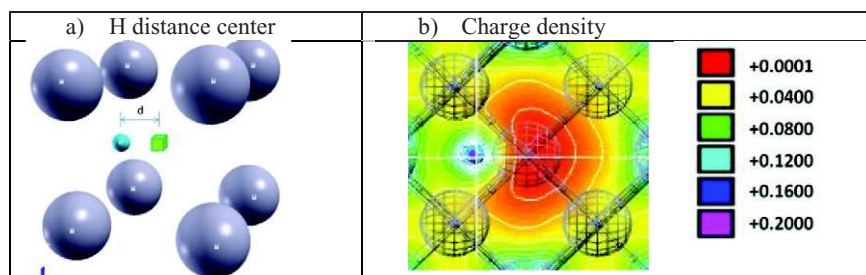 a) H distance center
b) Charge density
W
W
W
W
d
H
W
W
W
W
+0.0001
+0.0400
+0.0800
+0.1200
+0.1600
+0.2000